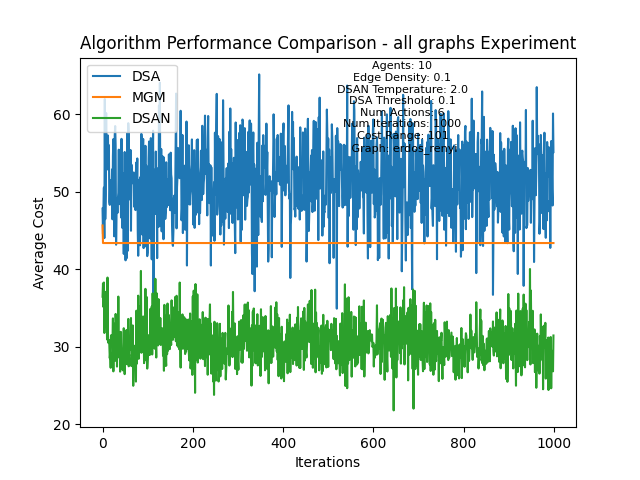 Algorithm Performance Comparison - all graphs Experiment
DSA
MGM
DSAN
Agents: 10
Edge Density: 0.1
DSAN Temperature: 2.0
DSA Threshold: 0.1
Num Actions: 6
Num Iterations: 1000
Cost Range: 101
Graph: erdos_renyi
Average Cost
60
50
40
30
20
0
200
400
600
800
1000
Iterations